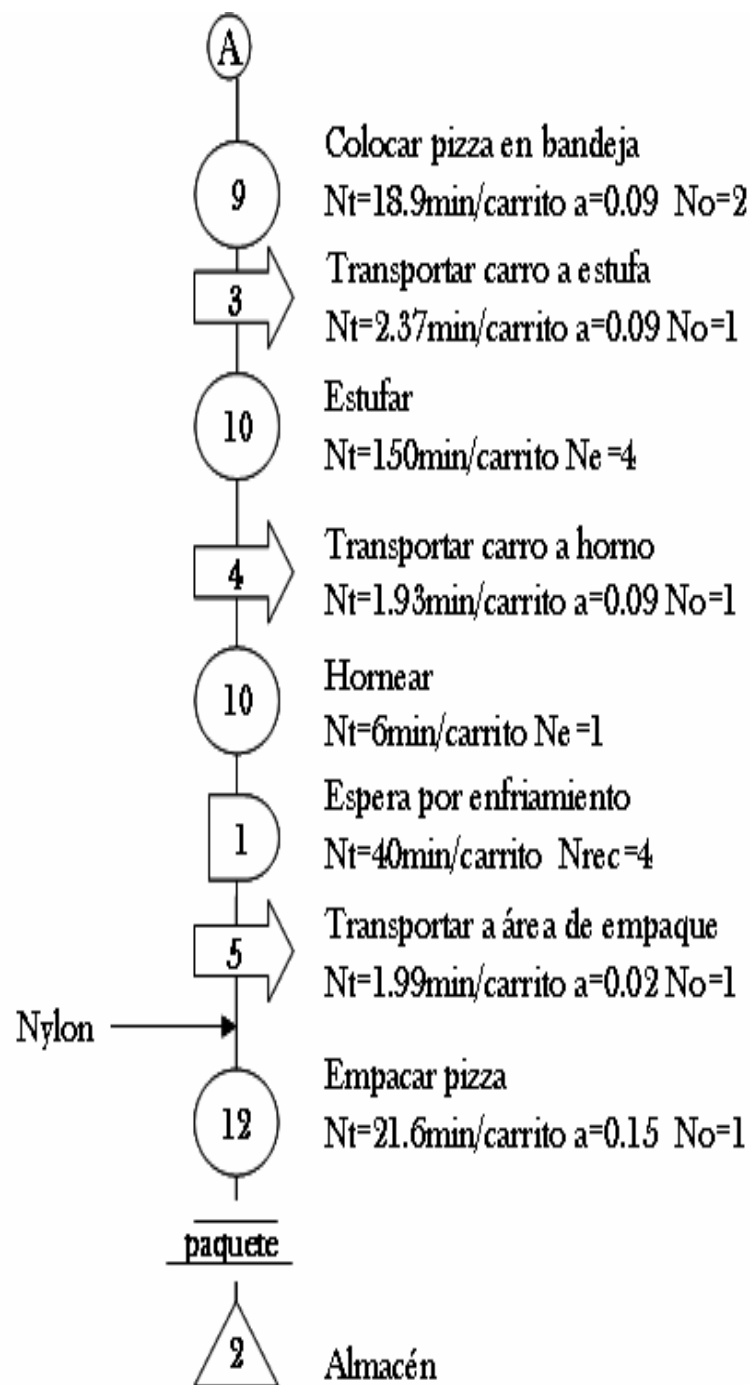 A
9
Colocar pizza en bandeja
Nt=18.9min/carrito a=0.09 No=2
3
Transportar carro a estufa
Nt=2.37min/carrito a=0.09 No=1
10
Estufar
Nt=150min/carrito Ne =4
4
Transportar carro a horno
Nt=1.93min/carrito a=0.09 No=1
10
Hornear
Nt=6min/carrito Ne =1
1
Espera por enfriamiento
Nt=40min/carrito Nrec =4
5
Transportar a área de empaque
Nt=1.99min/carrito a=0.02 No=1
Nylon
12
Empacar pizza
Nt=21.6min/carrito a=0.15 No=1
paquete
2
Almacén